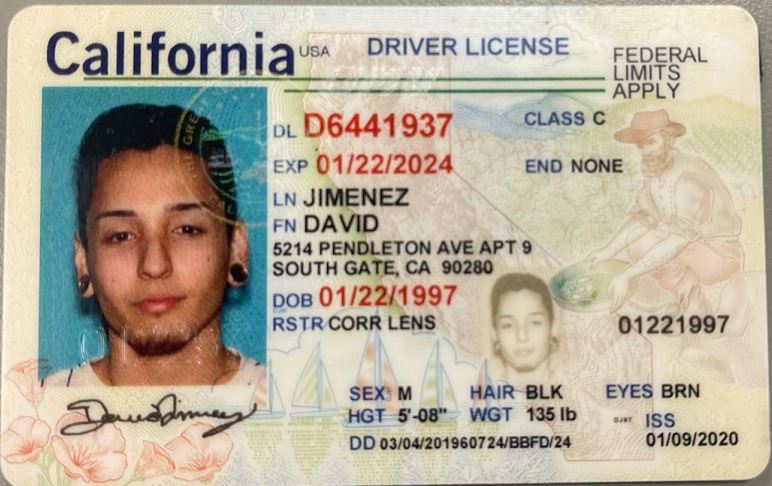 California USA DRIVER LICENSE
FEDERAL
LIMITS
APPLY
DL D6441937 CLASS C
EXP 01/22/2024 END NONE
LN JIMENEZ
FN DAVID
5214 PENDLETON AVE APT 9
SOUTH GATE, CA 90280
DOB 01/22/1997
RSTR CORR LENS 01221997
SEX M HAIR BLK EYES BRN
HGT 5'-08" WGT 135 lb ISS
DD 03/04/201960724/BBFD/24 01/09/2020